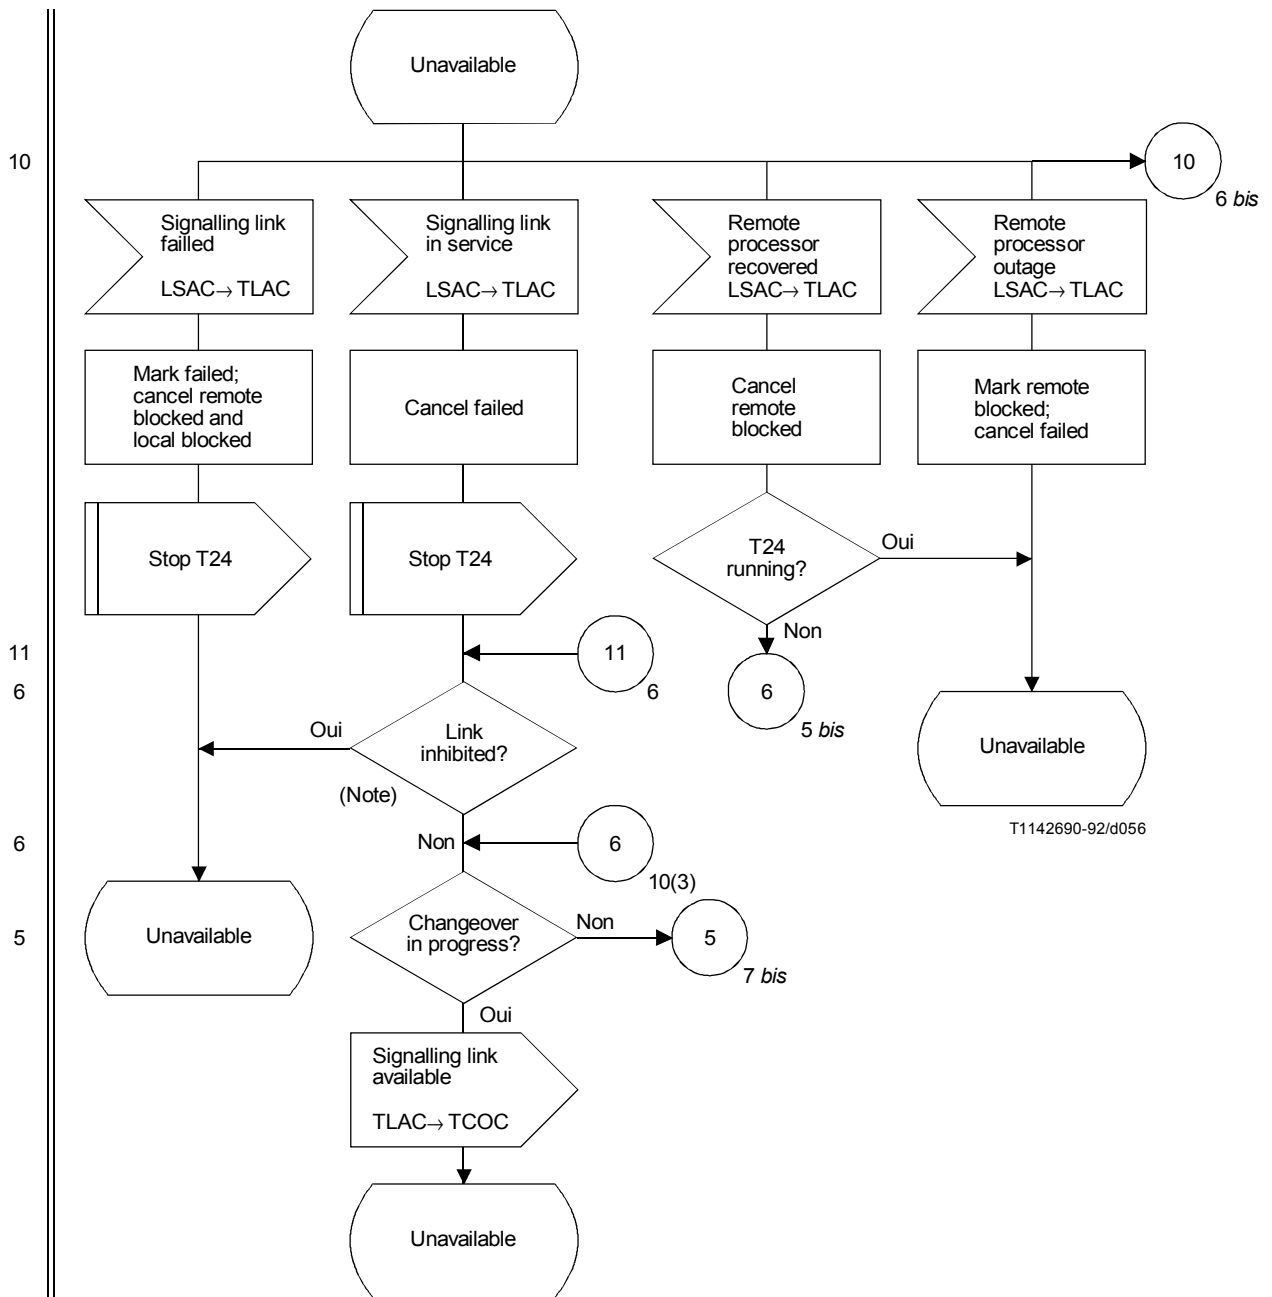 Unavailable
10
10
6 bis
Signalling link
failled
LSAC→ TLAC
Signalling link
in service
LSAC→ TLAC
Remote
processor
recovered
LSAC→ TLAC
Remote
processor
outage
LSAC→ TLAC
Mark failed;
cancel remote
blocked and
local blocked
Cancel failed
Cancel
remote
blocked
Mark remote
blocked;
cancel failed
Stop T24
Stop T24
T24
running?
Oui
Non
11
11
6
6
6
5 bis
Oui
Link
inhibited?
(Note)
Unavailable
T1142690-92/d056
6
Non
6
10(3)
5
Unavailable
Changeover
in progress?
Non
5
7 bis
Oui
Signalling link
available
TLAC→ TCOC
Unavailable